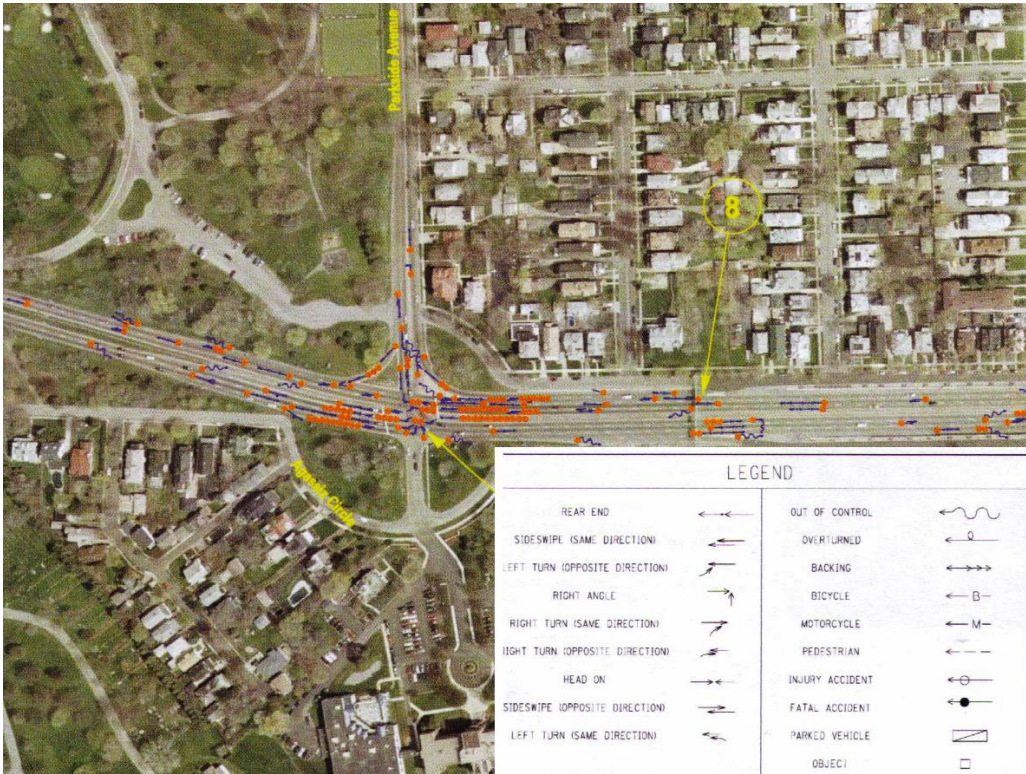 Parkside Avenue
8
Agassiz Circle
LEGEND
REAR END
SIDESWIPE (SAME DIRECTION)
LEFT TURN (OPPOSITE DIRECTION)
RIGHT ANGLE
RIGHT TURN (SAME DIRECTION)
RIGHT TURN (OPPOSITE DIRECTION)
HEAD ON
SIDESWIPE (OPPOSITE DIRECTION)
LEFT TURN (SAME DIRECTION)
OUT OF CONTROL
OVERTURNED
BACKING
BICYCLE B
MOTORCYCLE M
PEDESTRIAN
INJURY ACCIDENT
FATAL ACCIDENT
PARKED VEHICLE
OBJECT